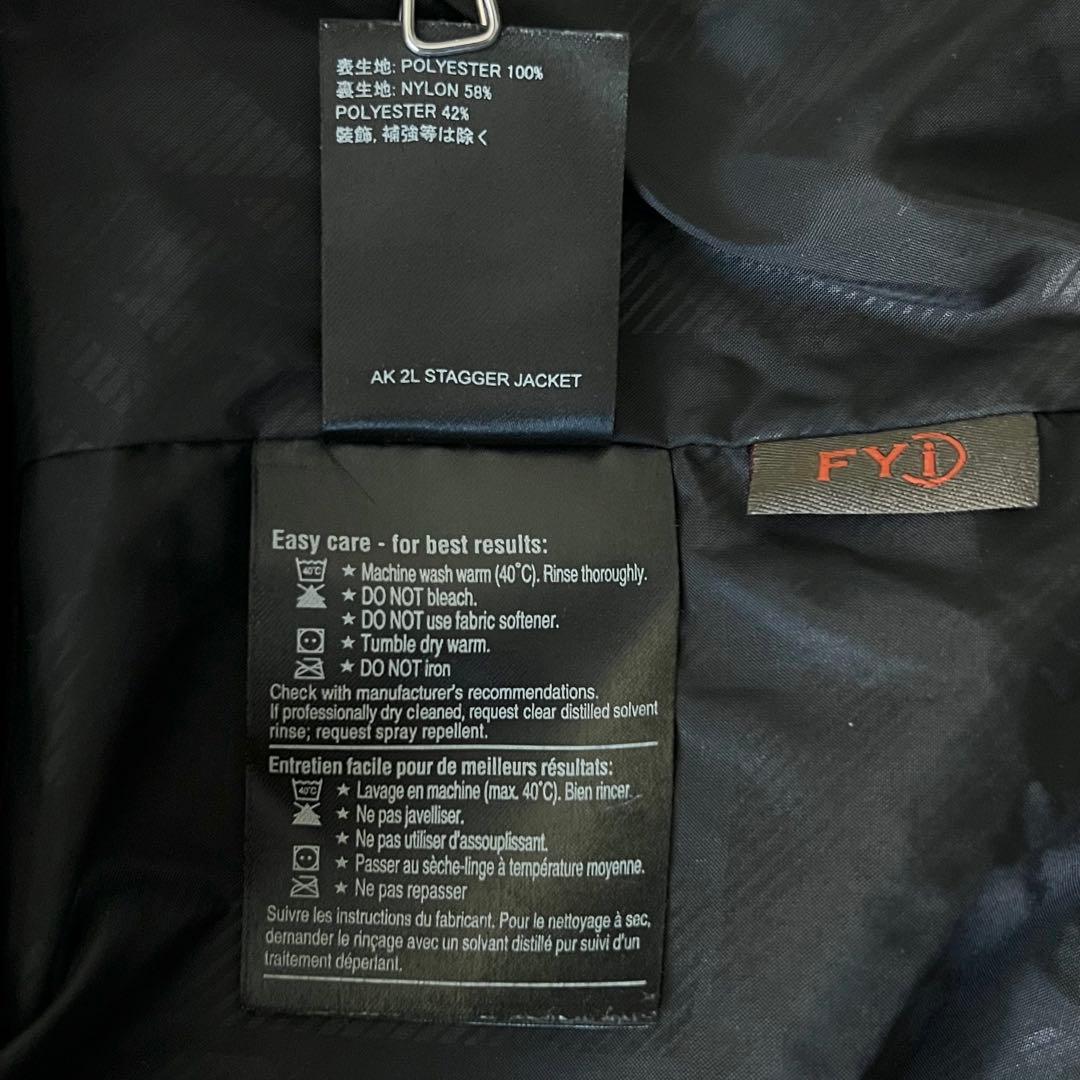 表生地: POLYESTER 100%
裏生地: NYLON 58%
POLYESTER 42%
装飾, 補強等は除く
AK 2L STAGGER JACKET
FYi
Easy care - for best results:
40°C ★ Machine wash warm (40°C). Rinse thoroughly.
★ DO NOT bleach.
★ DO NOT use fabric softener.
★ Tumble dry warm.
★ DO NOT iron
Check with manufacturer's recommendations.
If professionally dry cleaned, request clear distilled solvent
rinse; request spray repellent.
Entretien facile pour de meilleurs résultats:
40°C ★ Lavage en machine (max. 40°C). Bien rincer.
★ Ne pas javelliser.
★ Ne pas utiliser d'assouplissant.
★ Passer au sèche-linge à température moyenne.
★ Ne pas repasser
Suivre les instructions du fabricant. Pour le nettoyage à sec,
demander le rinçage avec un solvant distillé pur suivi d'un
traitement déperlant.